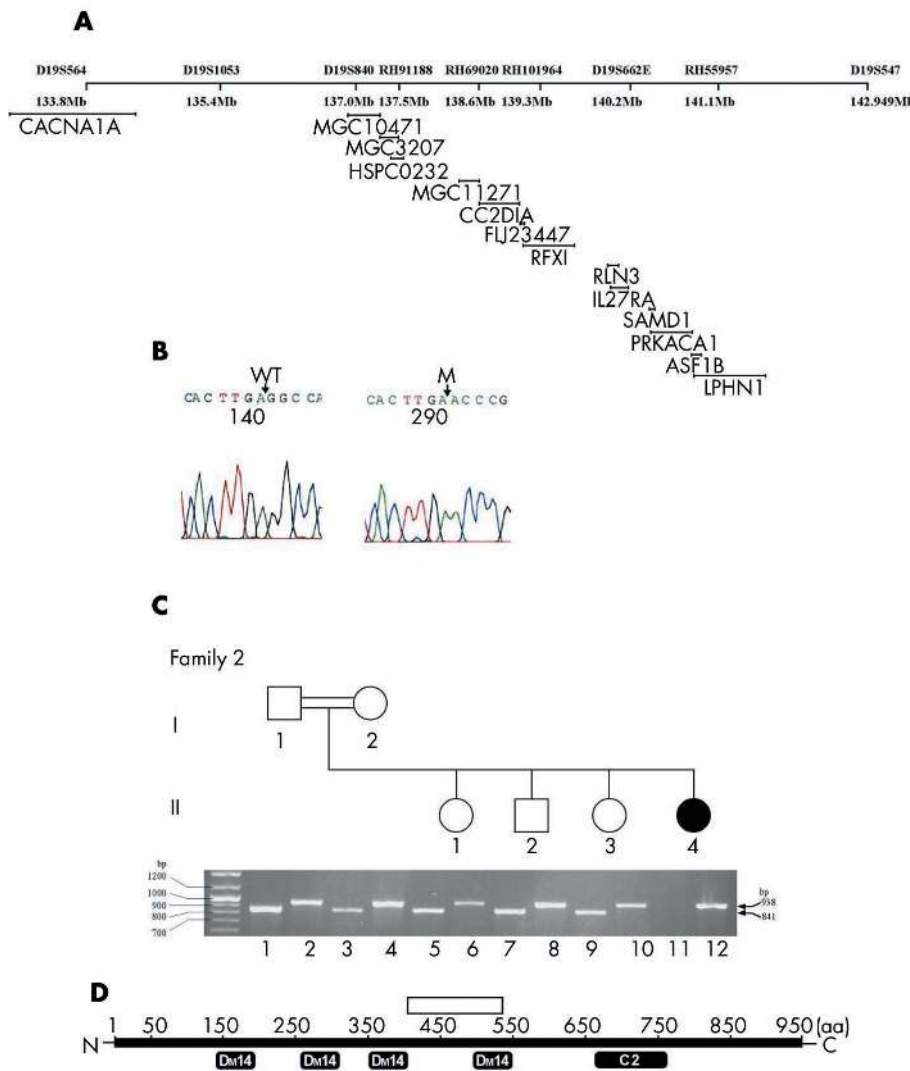 A
D19S564 D19S1053 D19S840 RH91188 RH69020 RH101964 D19S662E RH55957 D19S547
133.8Mb 135.4Mb 137.0Mb 137.5Mb 138.6Mb 139.3Mb 140.2Mb 141.1Mb 142.949Mb
CACNA1A MGC10471
MGC3207
HSPC0232
MGC11271
CC2DIA
FLJ23447
RFXI
RLN3
IL27RA
SAMD1
PRKACA1
ASF1B
LPHN1
B
WT M
CACTTGAGGCCA CACTTGAACCCG
140 290
C
Family 2
I
1 2
II
1 2 3 4
bp
1200
1000
900
800
700
bp
938
841
1 2 3 4 5 6 7 8 9 10 11 12
D
1 50 150 250 350 450 550 650 750 850 950 (aa)
N C
DM14 DM14 DM14 DM14 C2